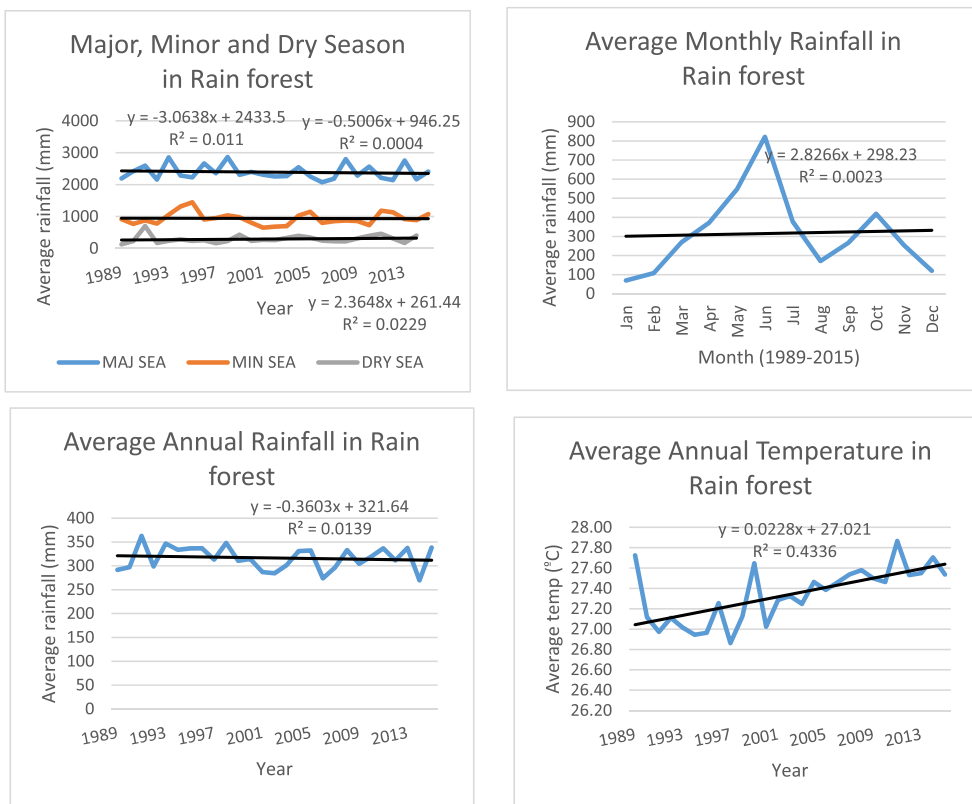 Major, Minor and Dry Season
in Rain forest
y = -3.0638x + 2433.5
R² = 0.011
y = -0.5006x + 946.25
R² = 0.0004
Average rainfall (mm)
4000
3000
2000
1000
0
1989 1993 1997 2001 2005 2009 2013
Year
y = 2.3648x + 261.44
R² = 0.0229
MAJ SEA MIN SEA DRY SEA
Average Monthly Rainfall in
Rain forest
y = 2.8266x + 298.23
R² = 0.0023
Average rainfall (mm)
900
800
700
600
500
400
300
200
100
0
Jan Feb Mar Apr May Jun Jul Aug Sep Oct Nov Dec
Month (1989-2015)
Average Annual Rainfall in Rain
forest
y = -0.3603x + 321.64
R² = 0.0139
Average rainfall (mm)
400
350
300
250
200
150
100
50
0
1989 1993 1997 2001 2005 2009 2013
Year
Average Annual Temperature in
Rain forest
y = 0.0228x + 27.021
R² = 0.4336
Average temp (°C)
28.00
27.80
27.60
27.40
27.20
27.00
26.80
26.60
26.40
26.20
1989 1993 1997 2001 2005 2009 2013
Year